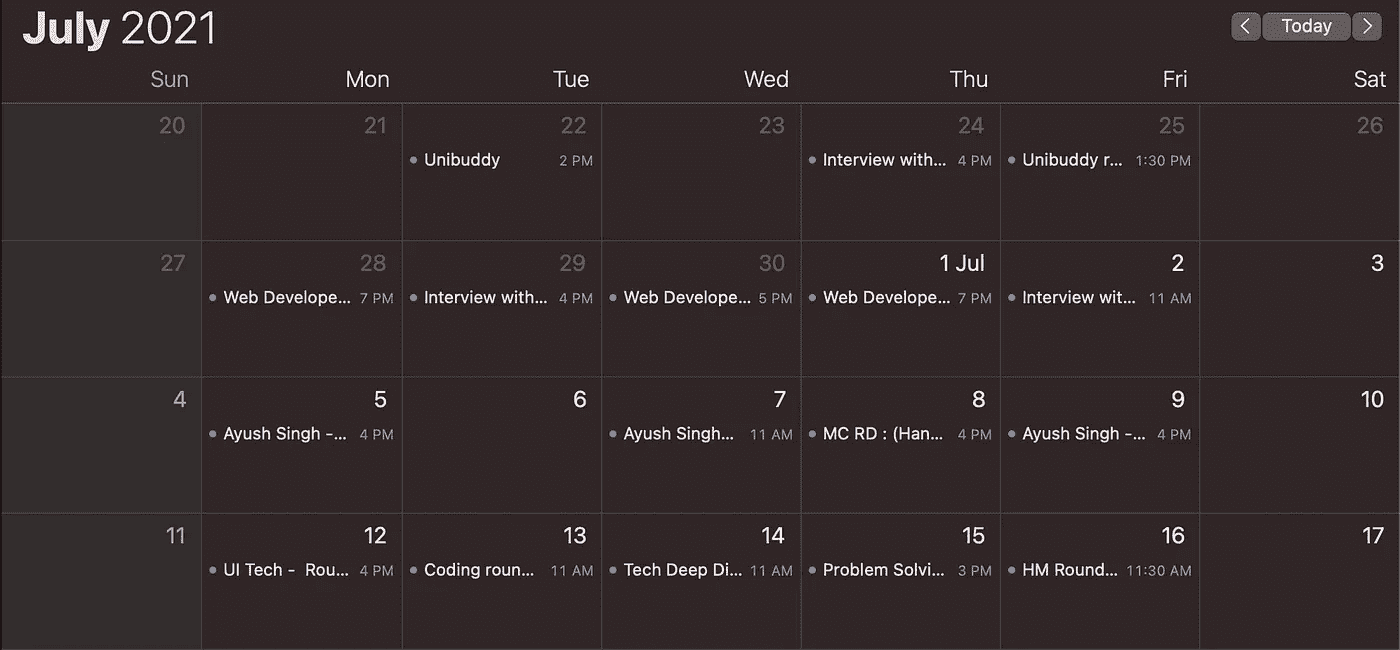 July 2021
< Today >
Sun Mon Tue Wed Thu Fri Sat
20 21 22 23 24 25 26
Unibuddy 2 PM Interview with... 4 PM Unibuddy r... 1:30 PM
27 28 29 30 1 Jul 2 3
Web Develope... 7 PM Interview with... 4 PM Web Develope... 5 PM Web Develope... 7 PM Interview wit... 11 AM
4 5 6 7 8 9 10
Ayush Singh -... 4 PM Ayush Singh... 11 AM MC RD : (Han... 4 PM Ayush Singh -... 4 PM
11 12 13 14 15 16 17
UI Tech - Rou... 4 PM Coding roun... 11 AM Tech Deep Di... 11 AM Problem Solvi... 3 PM HM Round... 11:30 AM